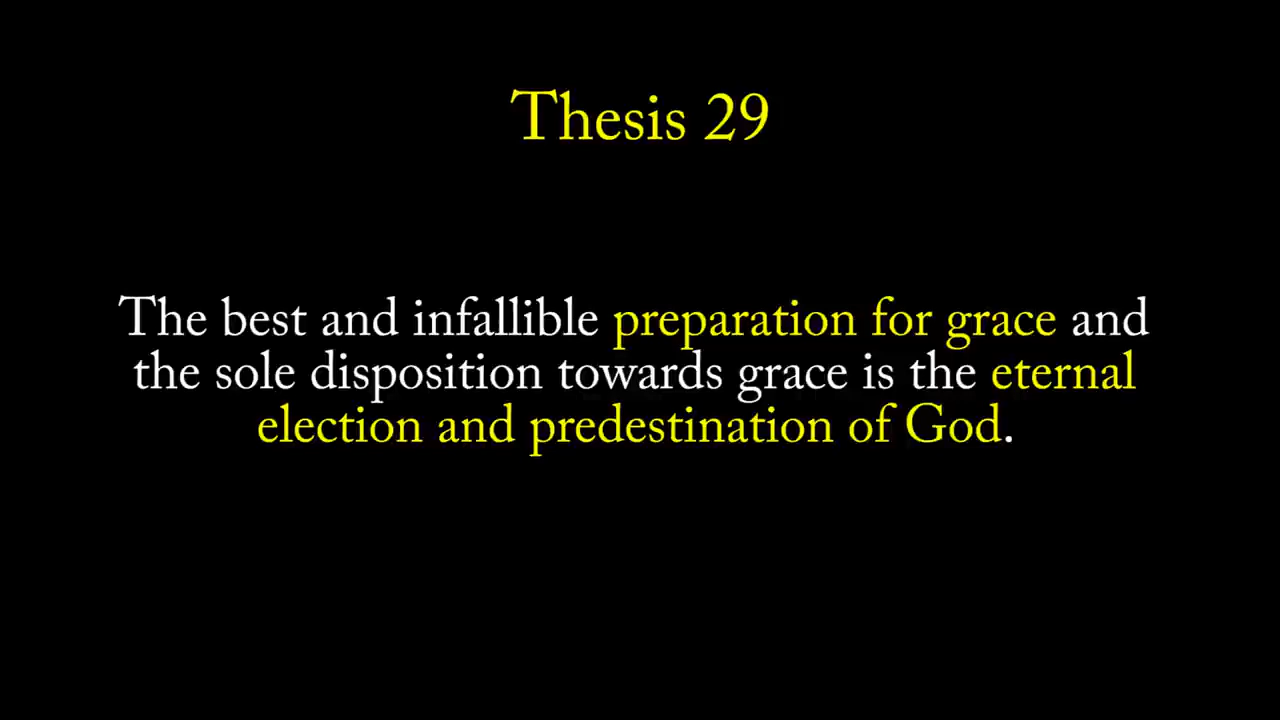 Thesis 29
The best and infallible preparation for grace and
the sole disposition towards grace is the eternal
election and predestination of God.